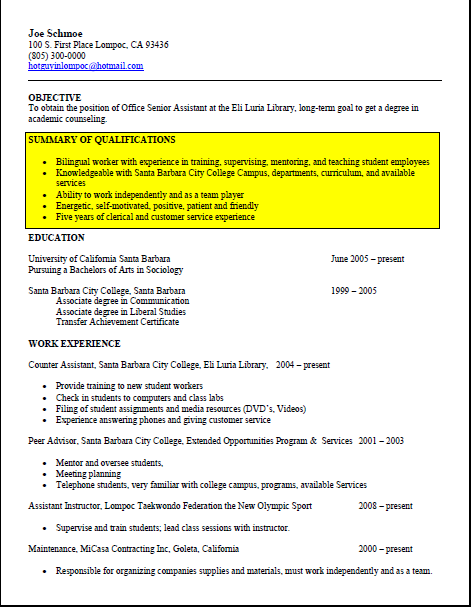 Joe Schmoe
100 S. First Place Lompoc, CA 93436
(805) 300-0000
hotguyinlompoc@hotmail.com
OBJECTIVE
To obtain the position of Office Senior Assistant at the Eli Luria Library, long-term goal to get a degree in
academic counseling.
SUMMARY OF QUALIFICATIONS
• Bilingual worker with experience in training, supervising, mentoring, and teaching student employees
• Knowledgeable with Santa Barbara City College Campus, departments, curriculum, and available
services
• Ability to work independently and as a team player
• Energetic, self-motivated, positive, patient and friendly
• Five years of clerical and customer service experience
EDUCATION
University of California Santa Barbara June 2005 – present
Pursuing a Bachelors of Arts in Sociology
Santa Barbara City College, Santa Barbara 1999 – 2005
Associate degree in Communication
Associate degree in Liberal Studies
Transfer Achievement Certificate
WORK EXPERIENCE
Counter Assistant, Santa Barbara City College, Eli Luria Library, 2004 – present
• Provide training to new student workers
• Check in students to computers and class labs
• Filing of student assignments and media resources (DVD's, Videos)
• Experience answering phones and giving customer service
Peer Advisor, Santa Barbara City College, Extended Opportunities Program & Services 2001 – 2003
• Mentor and oversee students,
• Meeting planning
• Telephone students, very familiar with college campus, programs, available Services
Assistant Instructor, Lompoc Taekwondo Federation the New Olympic Sport 2008 – present
• Supervise and train students; lead class sessions with instructor.
Maintenance, MiCasa Contracting Inc, Goleta, California 2000 – present
• Responsible for organizing companies supplies and materials, must work independently and as a team.